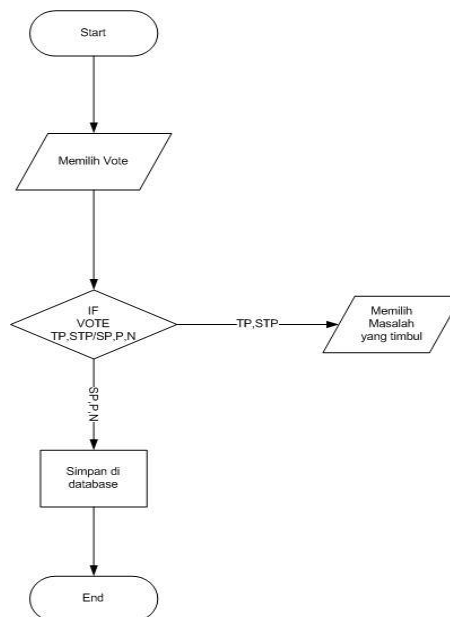 Start
Memilih Vote
IF
VOTE
TP,STP/SP,P,N
TP,STP
Memilih
Masalah
yang timbul
SP,P,N
Simpan di
database
End